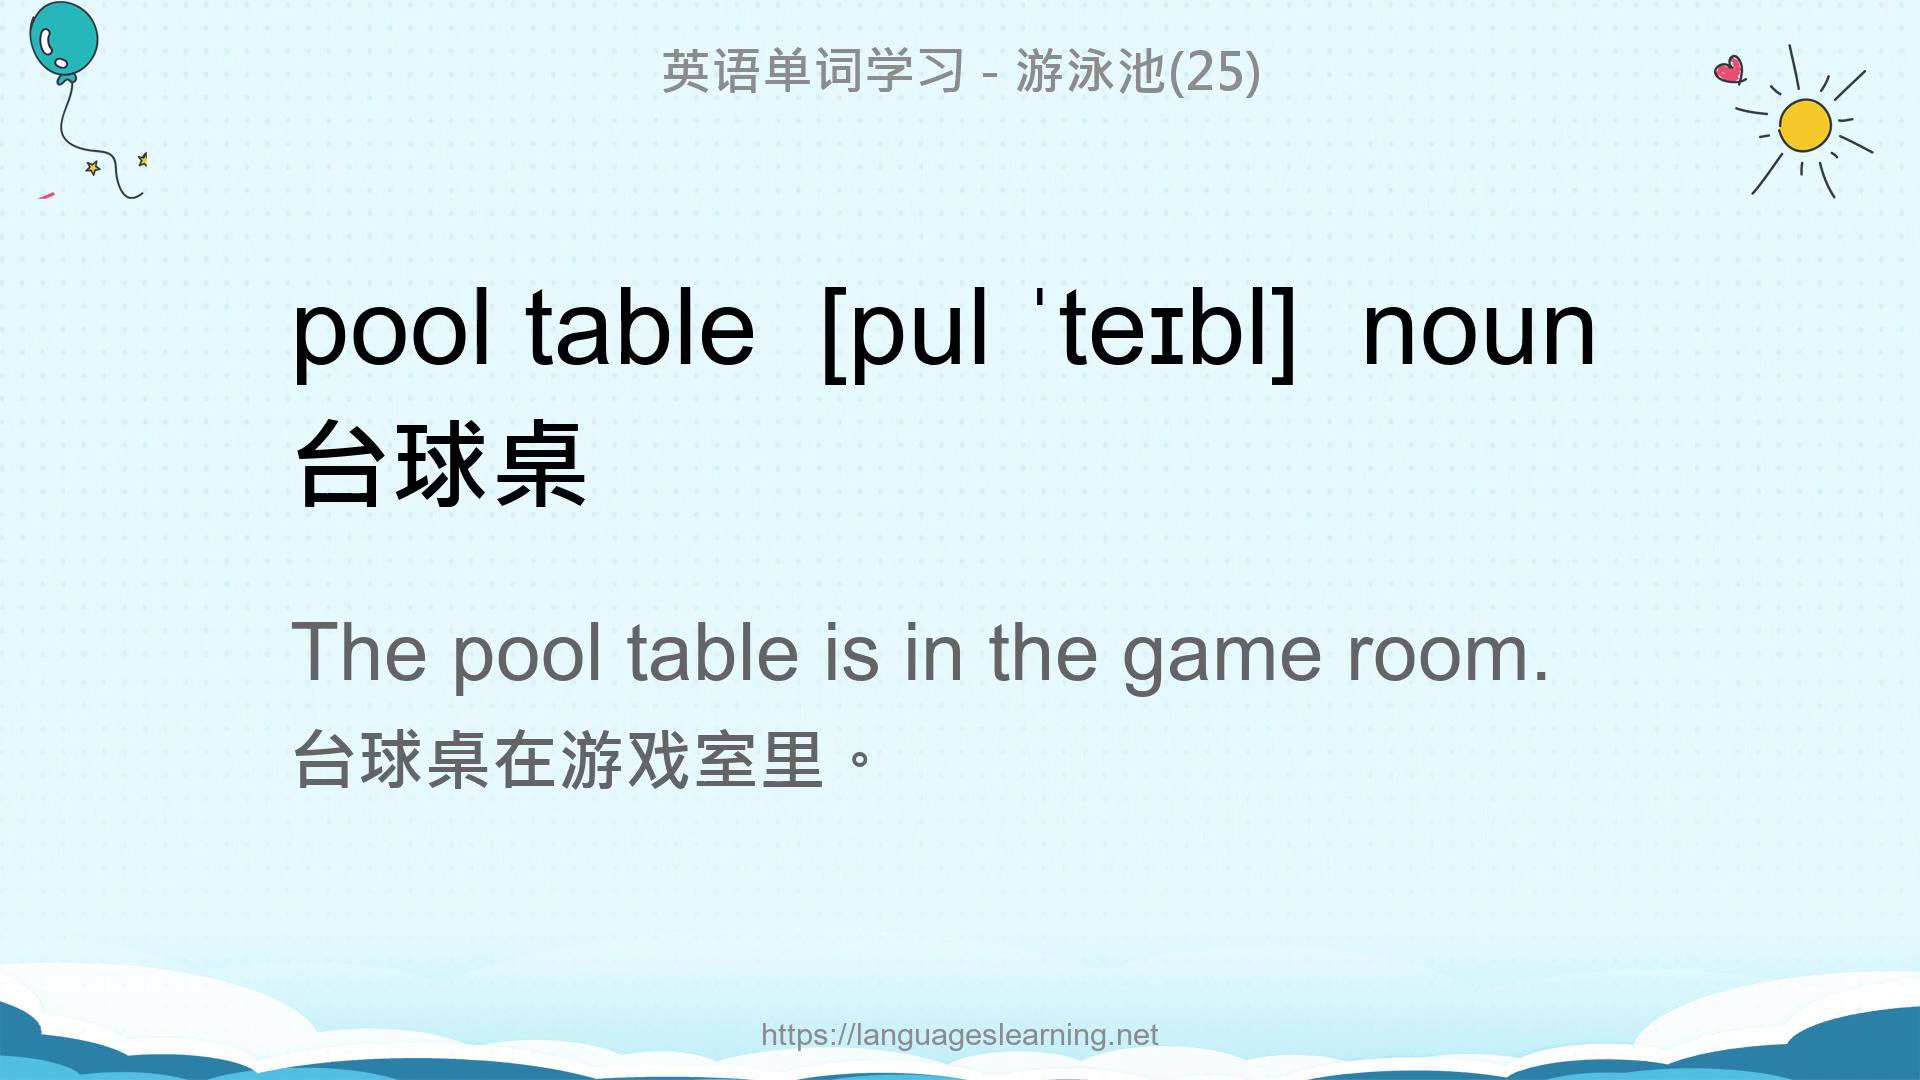 英语单词学习 - 游泳池(25)
pool table [pul ˈteɪbl] noun
台球桌
The pool table is in the game room.
台球桌在游戏室里。
https://languageslearning.net